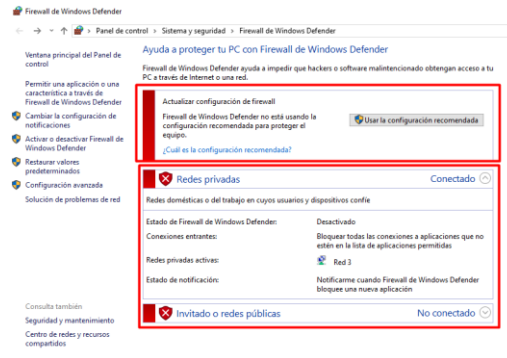 Firewall de Windows Defender
Panel de control > Sistema y seguridad > Firewall de Windows Defender
Ventana principal del Panel de
control
Permitir una aplicación o una
característica a través de
Firewall de Windows Defender
Cambiar la configuración de
notificaciones
Activar o desactivar Firewall de
Windows Defender
Restaurar valores
predeterminados
Configuración avanzada
Solución de problemas de red
Ayuda a proteger tu PC con Firewall de Windows Defender
Firewall de Windows Defender ayuda a impedir que hackers o software malintencionado obtengan acceso a tu
PC a través de Internet o una red.
Actualizar configuración de firewall
Firewall de Windows Defender no está usando la
configuración recomendada para proteger el
equipo.
Usar la configuración recomendada
¿Cuál es la configuración recomendada?
Redes privadas Conectado
Redes domésticas o del trabajo en cuyos usuarios y dispositivos confíe
Estado de Firewall de Windows Defender: Desactivado
Conexiones entrantes: Bloquear todas las conexiones a aplicaciones que no
estén en la lista de aplicaciones permitidas
Redes privadas activas: Red 3
Estado de notificación: Notificarme cuando Firewall de Windows Defender
bloquee una nueva aplicación
Invitado o redes públicas No conectado
Consulta también
Seguridad y mantenimiento
Centro de redes y recursos
compartidos